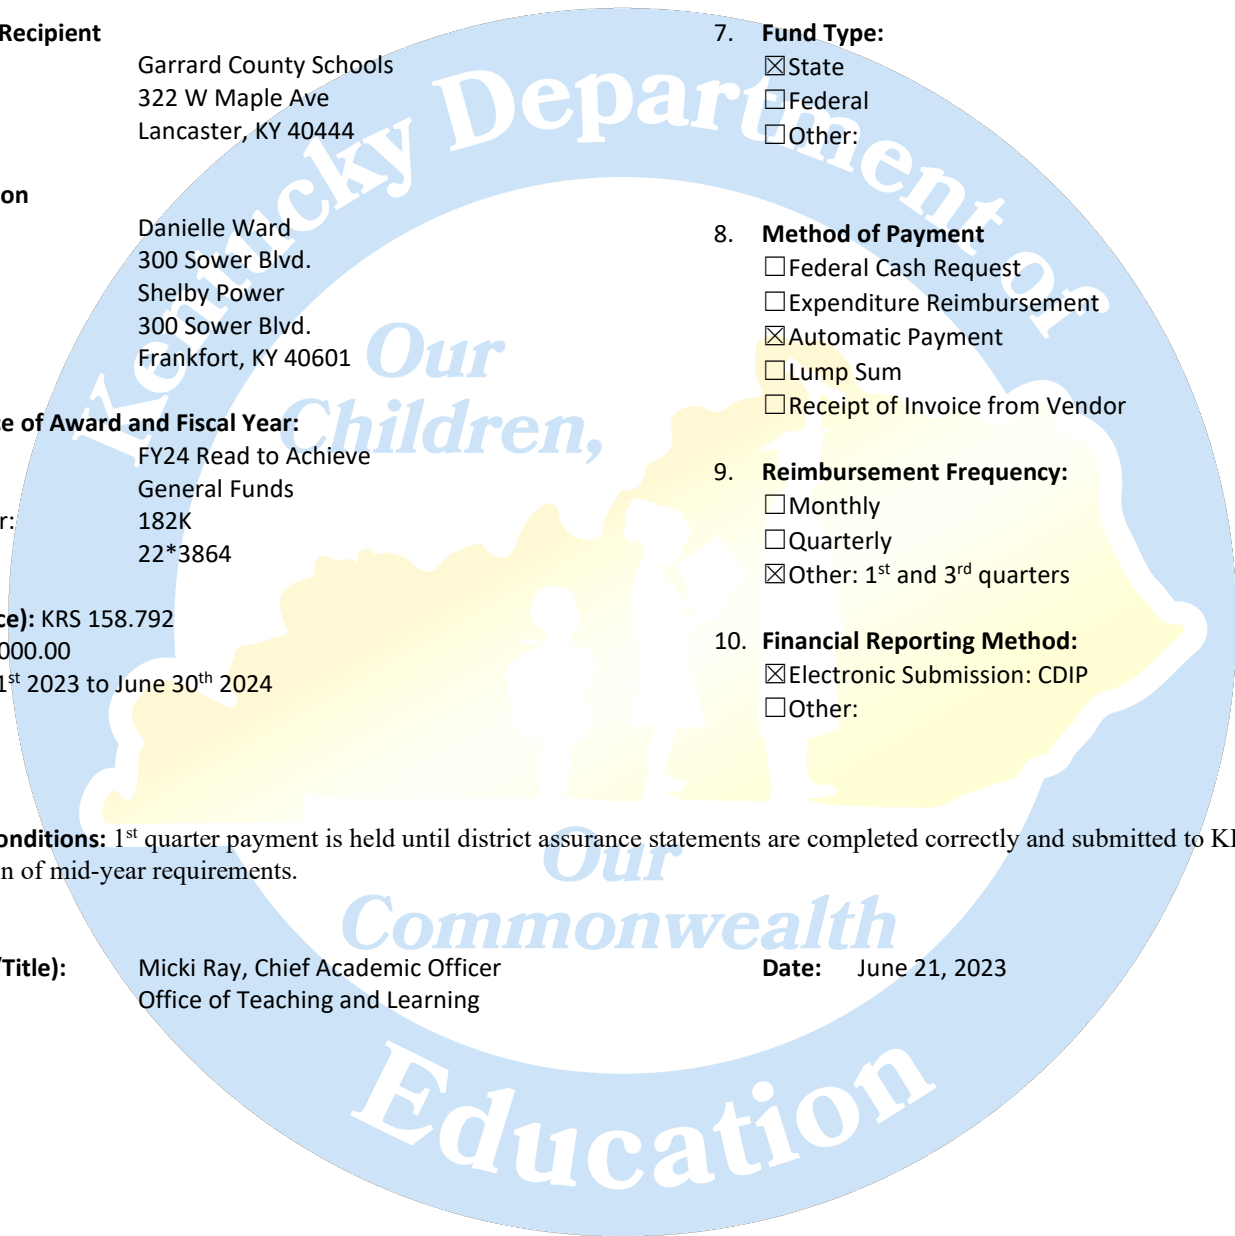 Recipient
Garrard County Schools
322 W Maple Ave
Lancaster, KY 40444
on
Danielle Ward
300 Sower Blvd.
Shelby Power
300 Sower Blvd.
Frankfort, KY 40601
e of Award and Fiscal Year:
FY24 Read to Achieve
General Funds
r: 182K
22*3864
ce): KRS 158.792
000.00
1st 2023 to June 30th 2024
7. Fund Type:
☒State
☐Federal
☐Other:
8. Method of Payment
☐Federal Cash Request
☐Expenditure Reimbursement
☒Automatic Payment
☐Lump Sum
☐Receipt of Invoice from Vendor
9. Reimbursement Frequency:
☐Monthly
☐Quarterly
☒Other: 1st and 3rd quarters
10. Financial Reporting Method:
☒Electronic Submission: CDIP
☐Other:
onditions: 1st quarter payment is held until district assurance statements are completed correctly and submitted to KI
n of mid-year requirements.
/Title): Micki Ray, Chief Academic Officer
Office of Teaching and Learning
Date: June 21, 2023
Kentucky Department of
Education
Our
Children,
Our
Commonwealth